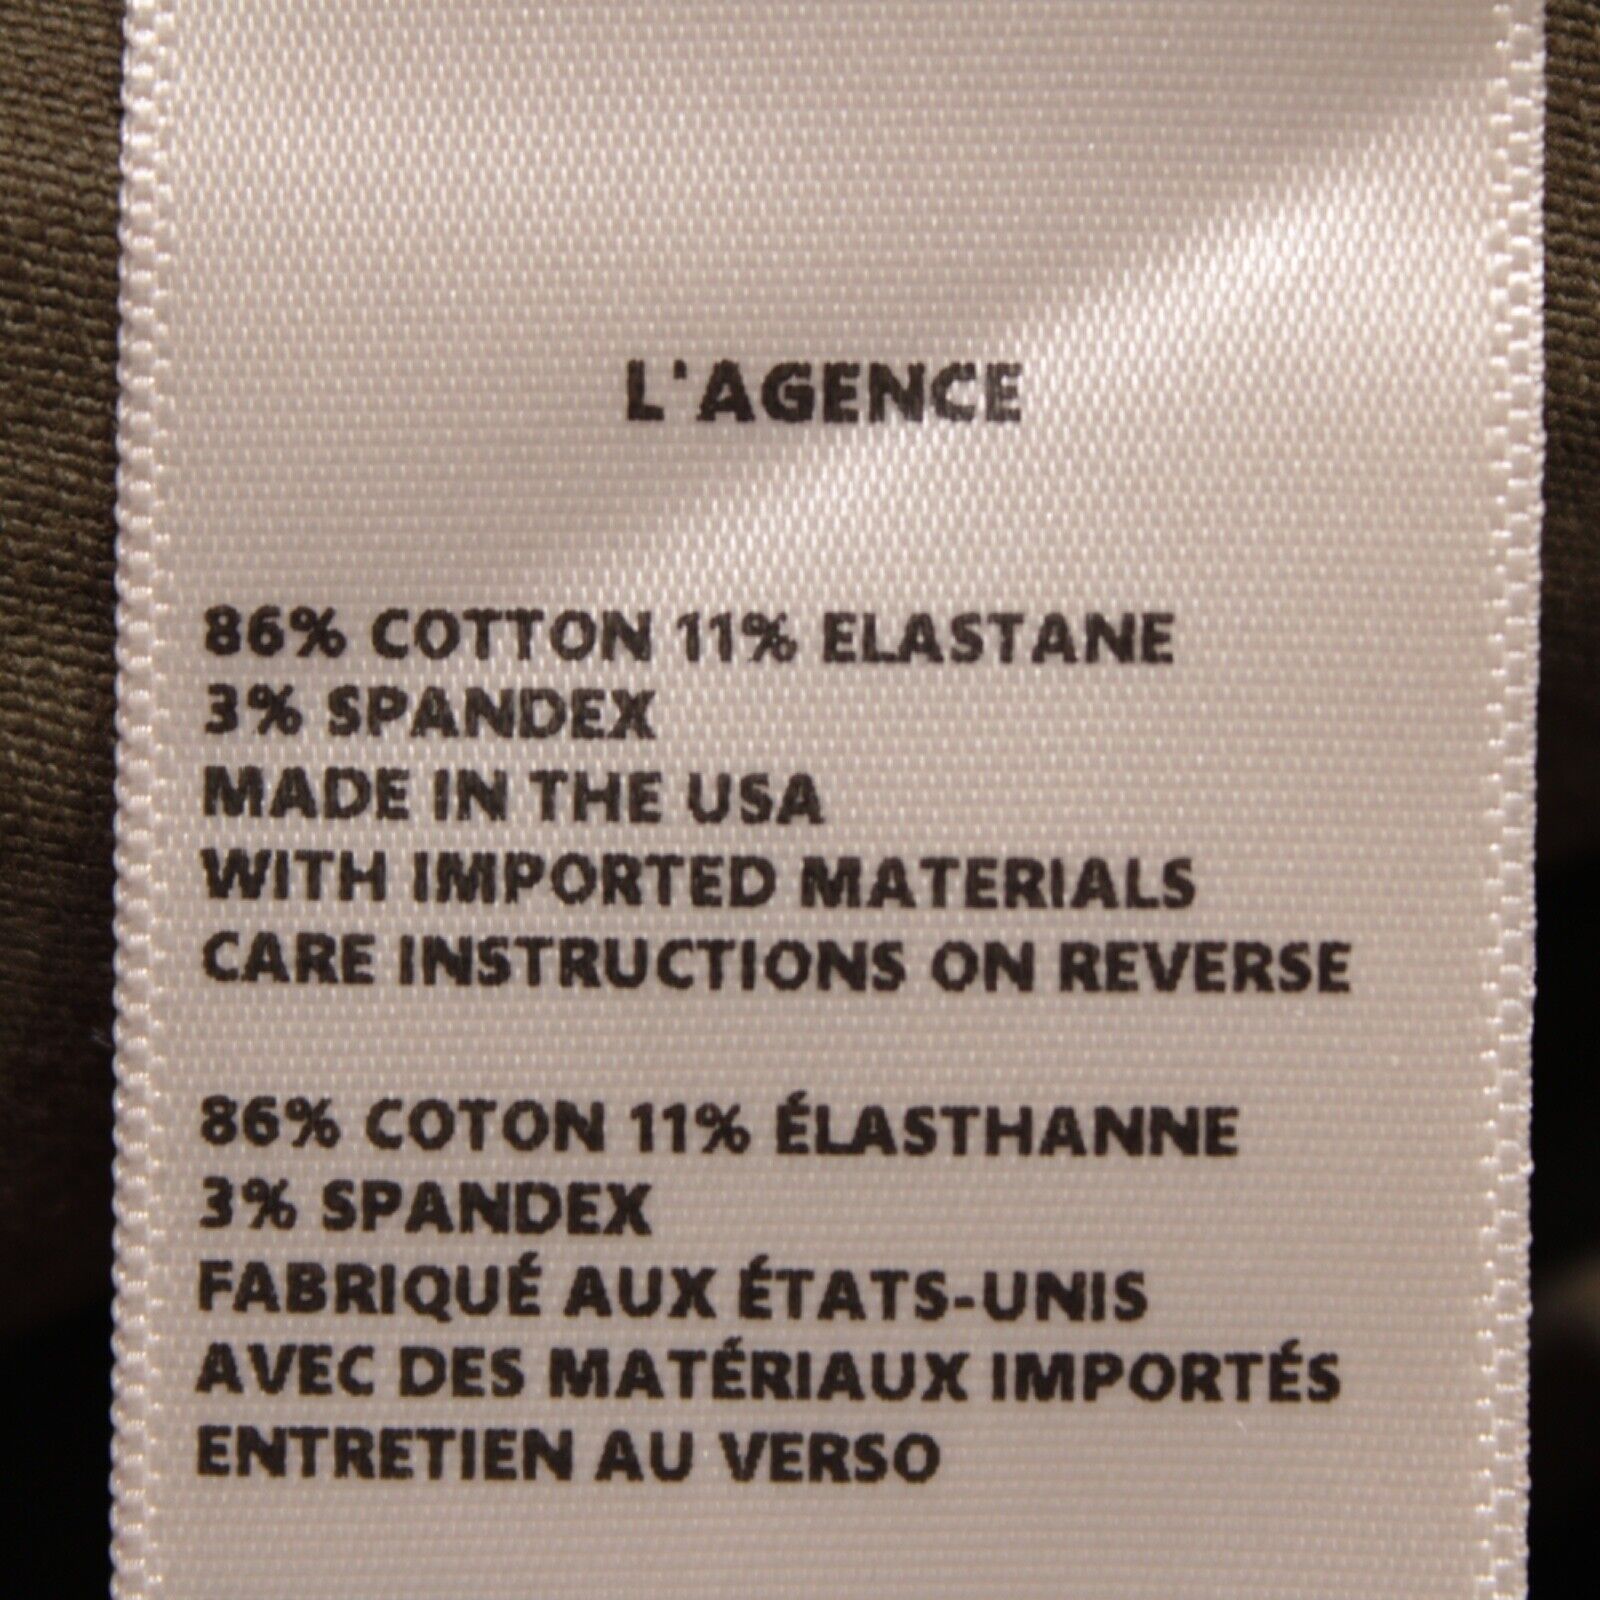 L'AGENCE
86% COTTON 11% ELASTANE
3% SPANDEX
MADE IN THE USA
WITH IMPORTED MATERIALS
CARE INSTRUCTIONS ON REVERSE
86% COTON 11% ÉLASTHANNE
3% SPANDEX
FABRIQUÉ AUX ÉTATS-UNIS
AVEC DES MATÉRIAUX IMPORTÉS
ENTRETIEN AU VERSO